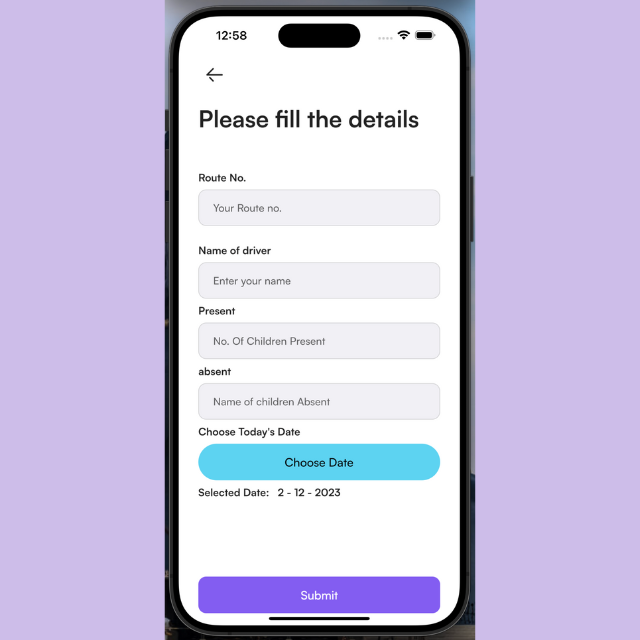 12:58
Please fill the details
Route No.
Your Route no.
Name of driver
Enter your name
Present
No. Of Children Present
absent
Name of children Absent
Choose Today's Date
Choose Date
Selected Date: 2 - 12 - 2023
Submit